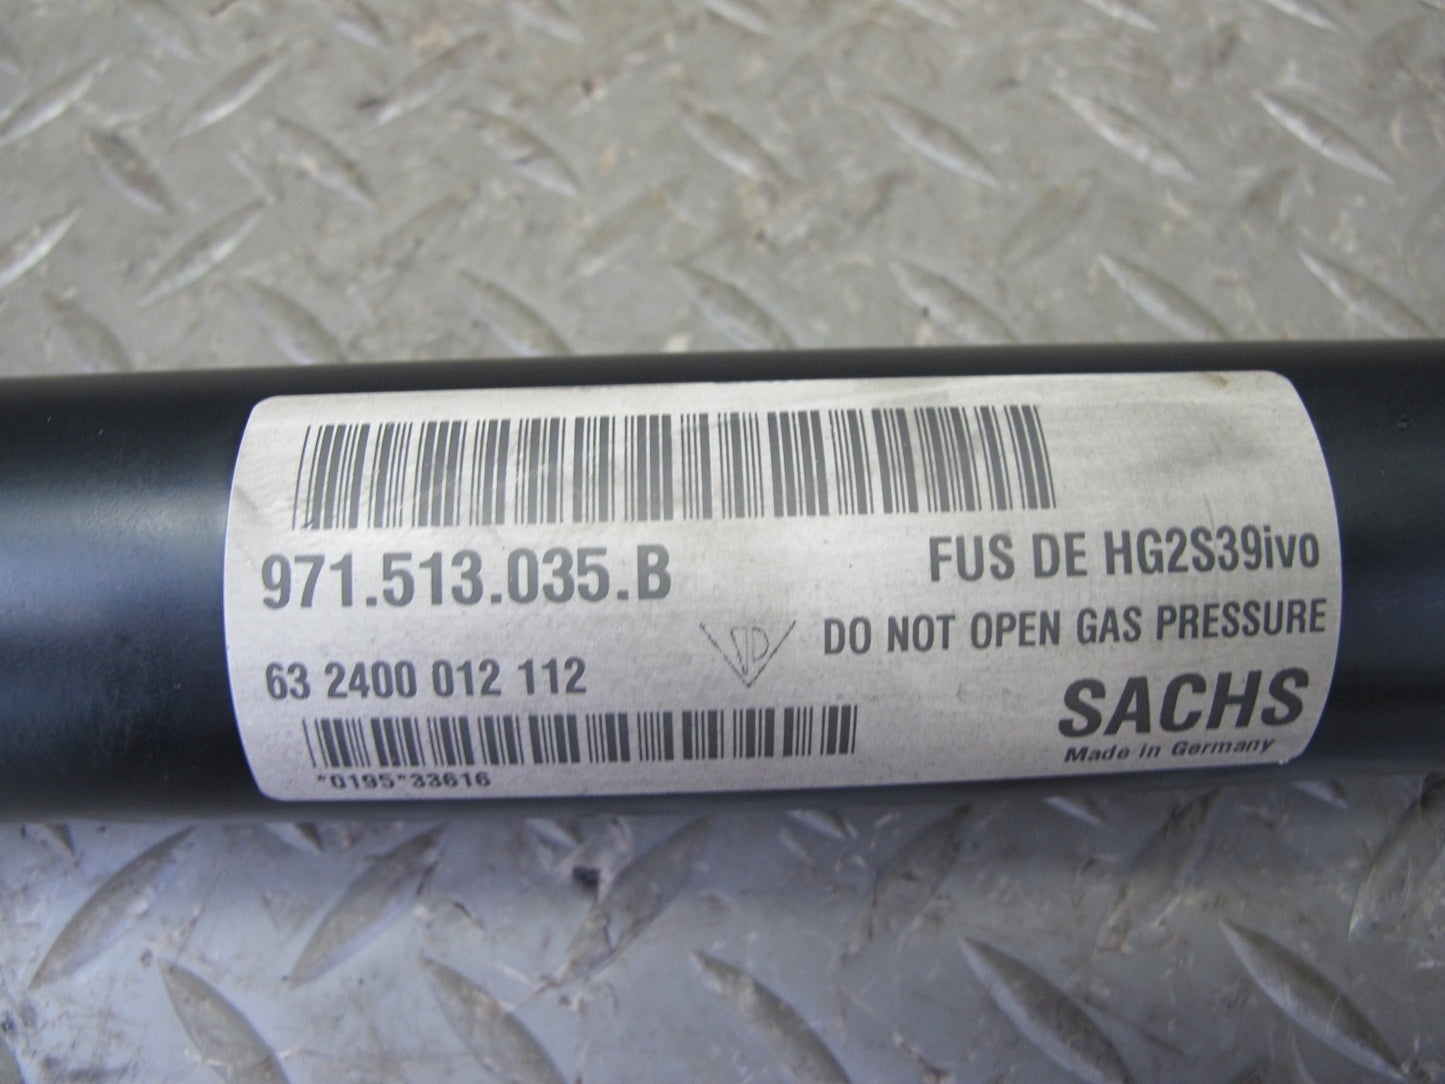 971.513.035.B
FUS DE HG2S39ivo
DO NOT OPEN GAS PRESSURE
63 2400 012 112
SACHS
Made in Germany
*0195*33616